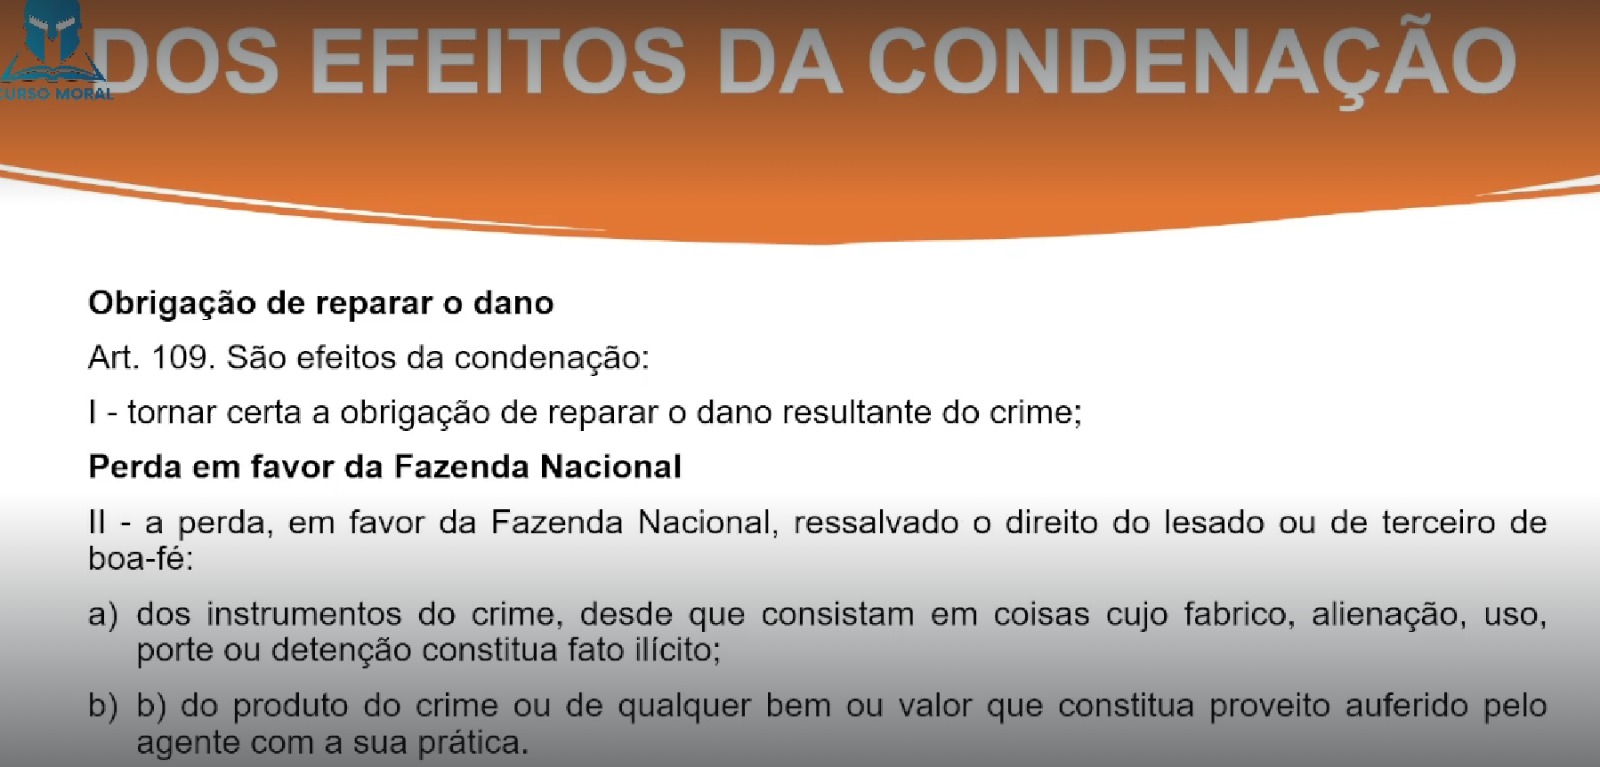 DOS EFEITOS DA CONDENAÇÃO
CURSO MORAL
Obrigação de reparar o dano
Art. 109. São efeitos da condenação:
I - tornar certa a obrigação de reparar o dano resultante do crime;
Perda em favor da Fazenda Nacional
II - a perda, em favor da Fazenda Nacional, ressalvado o direito do lesado ou de terceiro de
boa-fé:
a) dos instrumentos do crime, desde que consistam em coisas cujo fabrico, alienação, uso,
porte ou detenção constitua fato ilícito;
b) b) do produto do crime ou de qualquer bem ou valor que constitua proveito auferido pelo
agente com a sua prática.